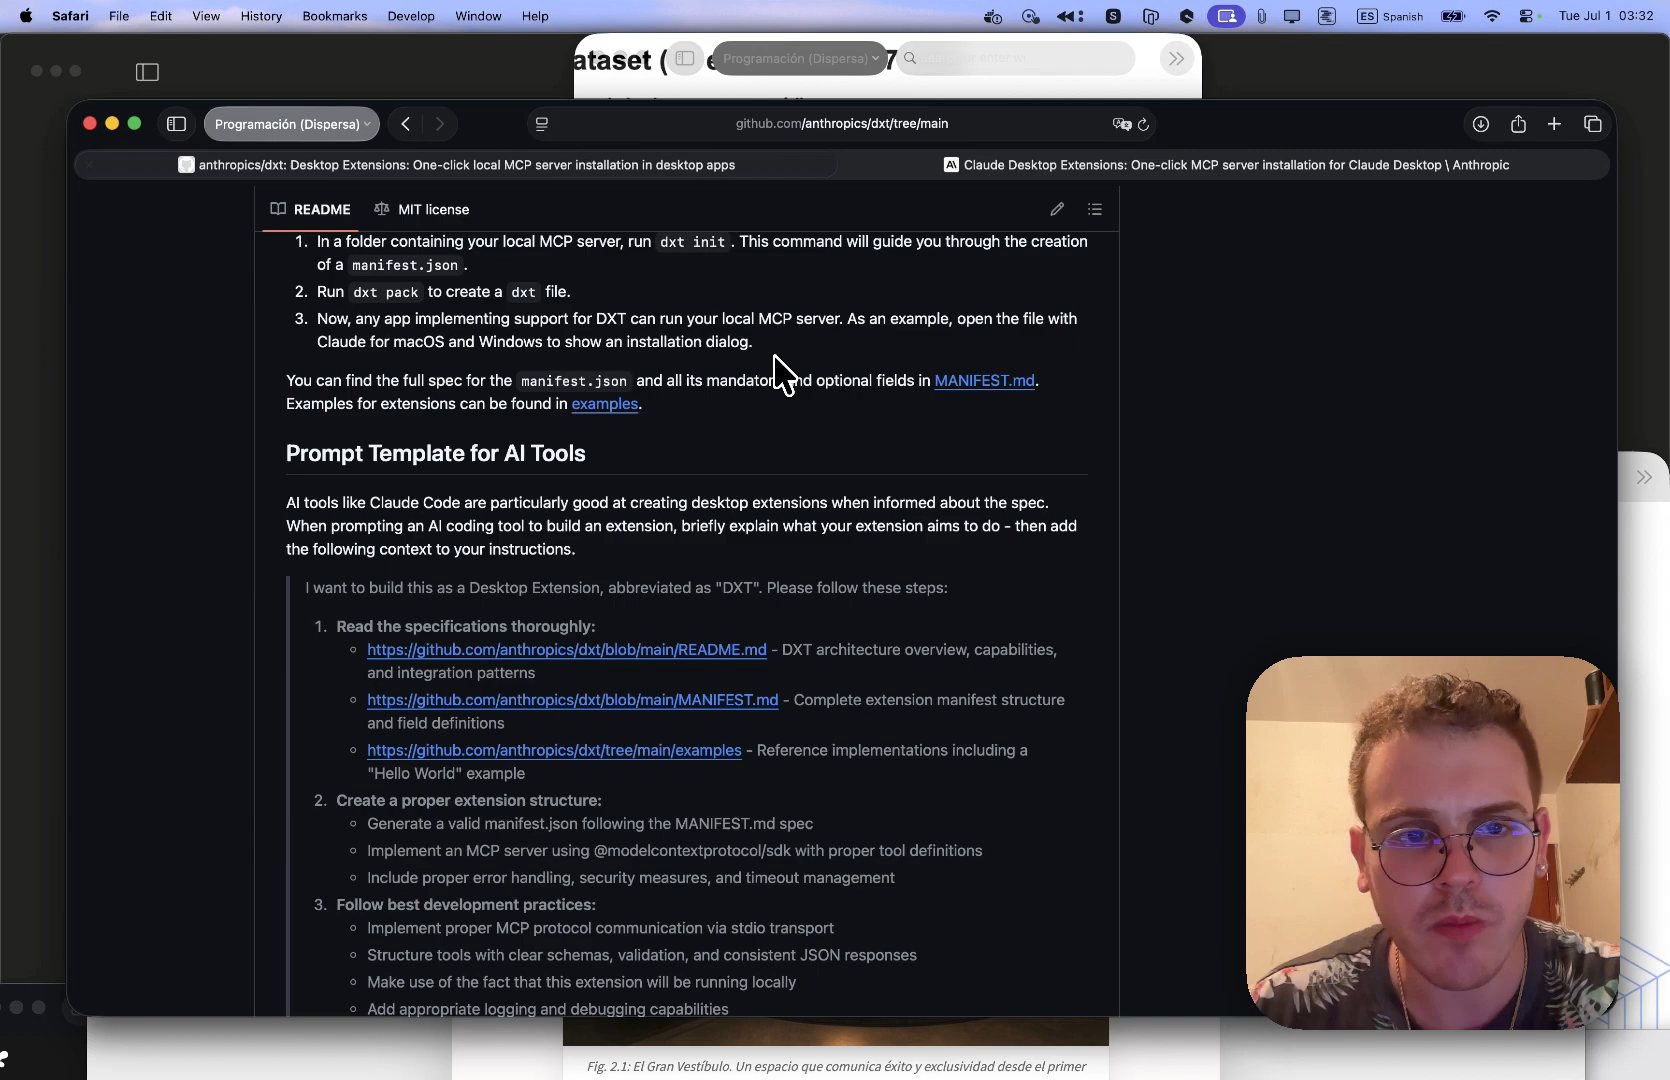 Safari File Edit View History Bookmarks Develop Window Help
S ES Spanish Tue Jul 1 03:32
ataset (
Programación (Dispersa)
Programación (Dispersa)
github.com/anthropics/dxt/tree/main
anthropics/dxt: Desktop Extensions: One-click local MCP server installation in desktop apps
Claude Desktop Extensions: One-click MCP server installation for Claude Desktop \ Anthropic
README MIT license
1. In a folder containing your local MCP server, run dxt init . This command will guide you through the creation
of a manifest.json .
2. Run dxt pack to create a dxt file.
3. Now, any app implementing support for DXT can run your local MCP server. As an example, open the file with
Claude for macOS and Windows to show an installation dialog.
You can find the full spec for the manifest.json and all its mandatory and optional fields in MANIFEST.md.
Examples for extensions can be found in examples.
Prompt Template for AI Tools
AI tools like Claude Code are particularly good at creating desktop extensions when informed about the spec.
When prompting an AI coding tool to build an extension, briefly explain what your extension aims to do - then add
the following context to your instructions.
I want to build this as a Desktop Extension, abbreviated as "DXT". Please follow these steps:
1. Read the specifications thoroughly:
https://github.com/anthropics/dxt/blob/main/README.md - DXT architecture overview, capabilities,
and integration patterns
https://github.com/anthropics/dxt/blob/main/MANIFEST.md - Complete extension manifest structure
and field definitions
https://github.com/anthropics/dxt/tree/main/examples - Reference implementations including a
"Hello World" example
2. Create a proper extension structure:
Generate a valid manifest.json following the MANIFEST.md spec
Implement an MCP server using @modelcontextprotocol/sdk with proper tool definitions
Include proper error handling, security measures, and timeout management
3. Follow best development practices:
Implement proper MCP protocol communication via stdio transport
Structure tools with clear schemas, validation, and consistent JSON responses
Make use of the fact that this extension will be running locally
Add appropriate logging and debugging capabilities
Fig. 2.1: El Gran Vestíbulo. Un espacio que comunica éxito y exclusividad desde el primer